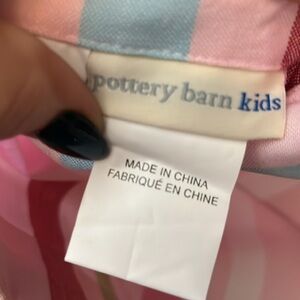 pottery barn kids
MADE IN CHINA
FABRIQUÉ EN CHINE